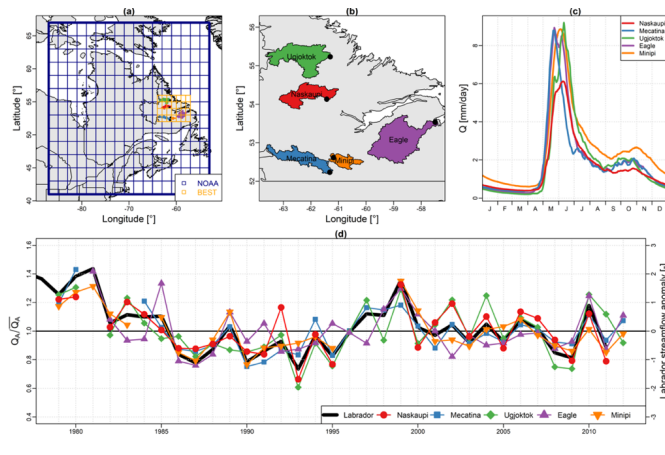 (a)
(b)
(c)
Latitude [°]
65
60
55
50
45
40
-80
-70
-60
Longitude [°]
NOAA
BEST
Latitude [°]
56
55
54
53
52
Ugjoktok
Naskaupi
Eagle
Mecatina
Minipi
-63
-62
-61
-60
-59
-58
Longitude [°]
Q [mm/day]
8
6
4
2
0
Naskaupi
Mecatina
Ugjoktok
Eagle
Minipi
J F M A M J J A S O N D
(d)
1.6
1.4
1.2
1.0
0.8
0.6
0.4
3
2
1
0
-1
-2
-3
Labrador streamflow anomaly [-]
Labrador Naskaupi Mecatina Ugjoktok Eagle Minipi
1980 1985 1990 1995 2000 2005 2010